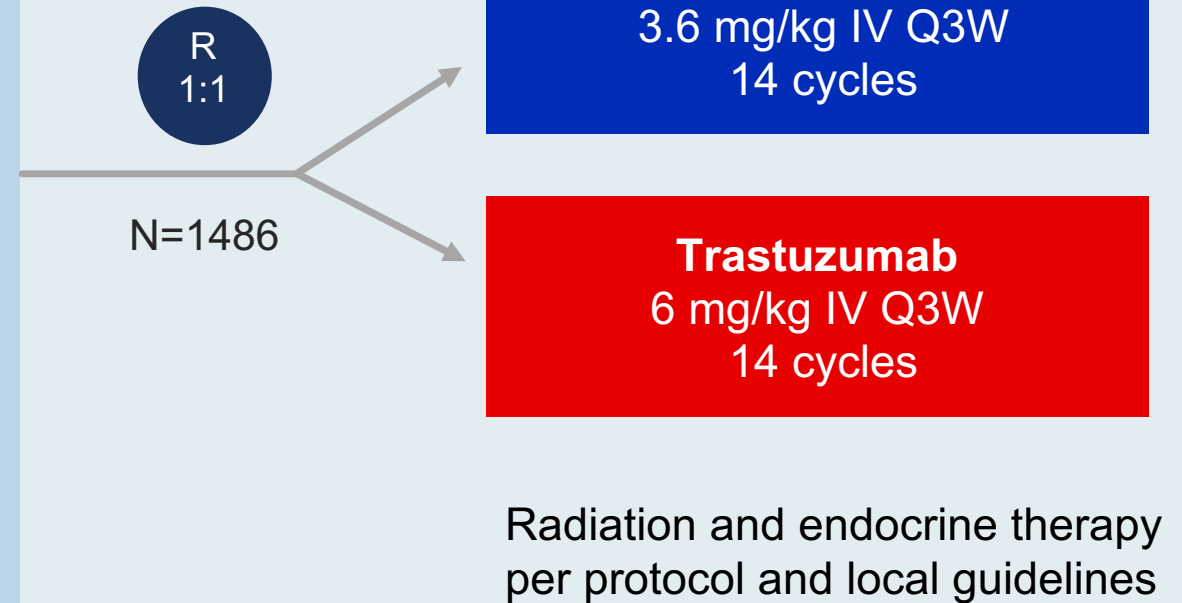 R
1:1
N=1486
3.6 mg/kg IV Q3W
14 cycles
Trastuzumab
6 mg/kg IV Q3W
14 cycles
Radiation and endocrine therapy
per protocol and local guidelines